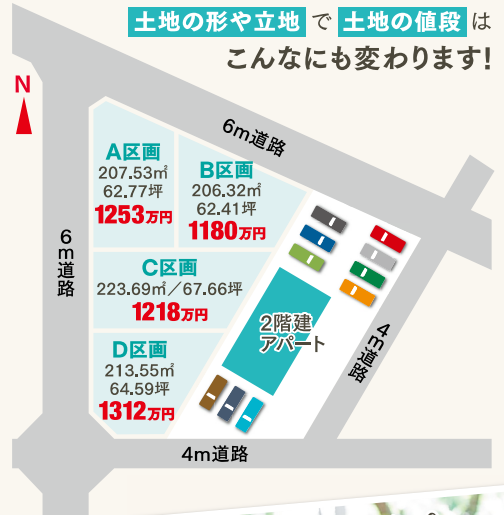 土地の形や立地 で 土地の値段 は
こんなにも変わります!
N
6m道路
A区画
207.53㎡
62.77坪
1253万円
B区画
206.32㎡
62.41坪
1180万円
6m道路
C区画
223.69㎡/67.66坪
1218万円
2階建
アパート
4m道路
D区画
213.55㎡
64.59坪
1312万円
4m道路